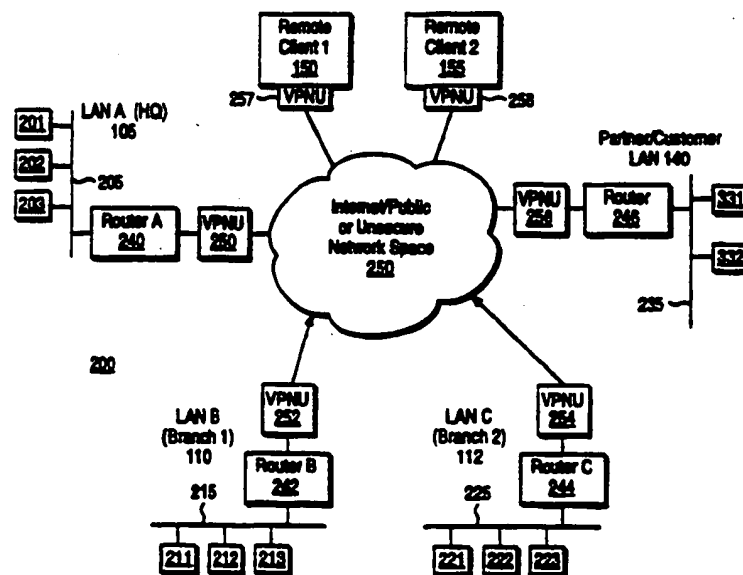 Remote
Client 1
150
VPNU
257
Remote
Client 2
155
VPNU
258
LAN A (HQ)
105
201
202
203
205
Router A
240
VPNU
250
Internet/Public
or Unsecure
Network Space
250
Partner/Customer
LAN 140
VPNU
256
Router
246
331
332
235
200
VPNU
252
LAN B
(Branch 1)
110
Router B
242
215
211
212
213
VPNU
254
LAN C
(Branch 2)
112
Router C
244
225
221
222
223